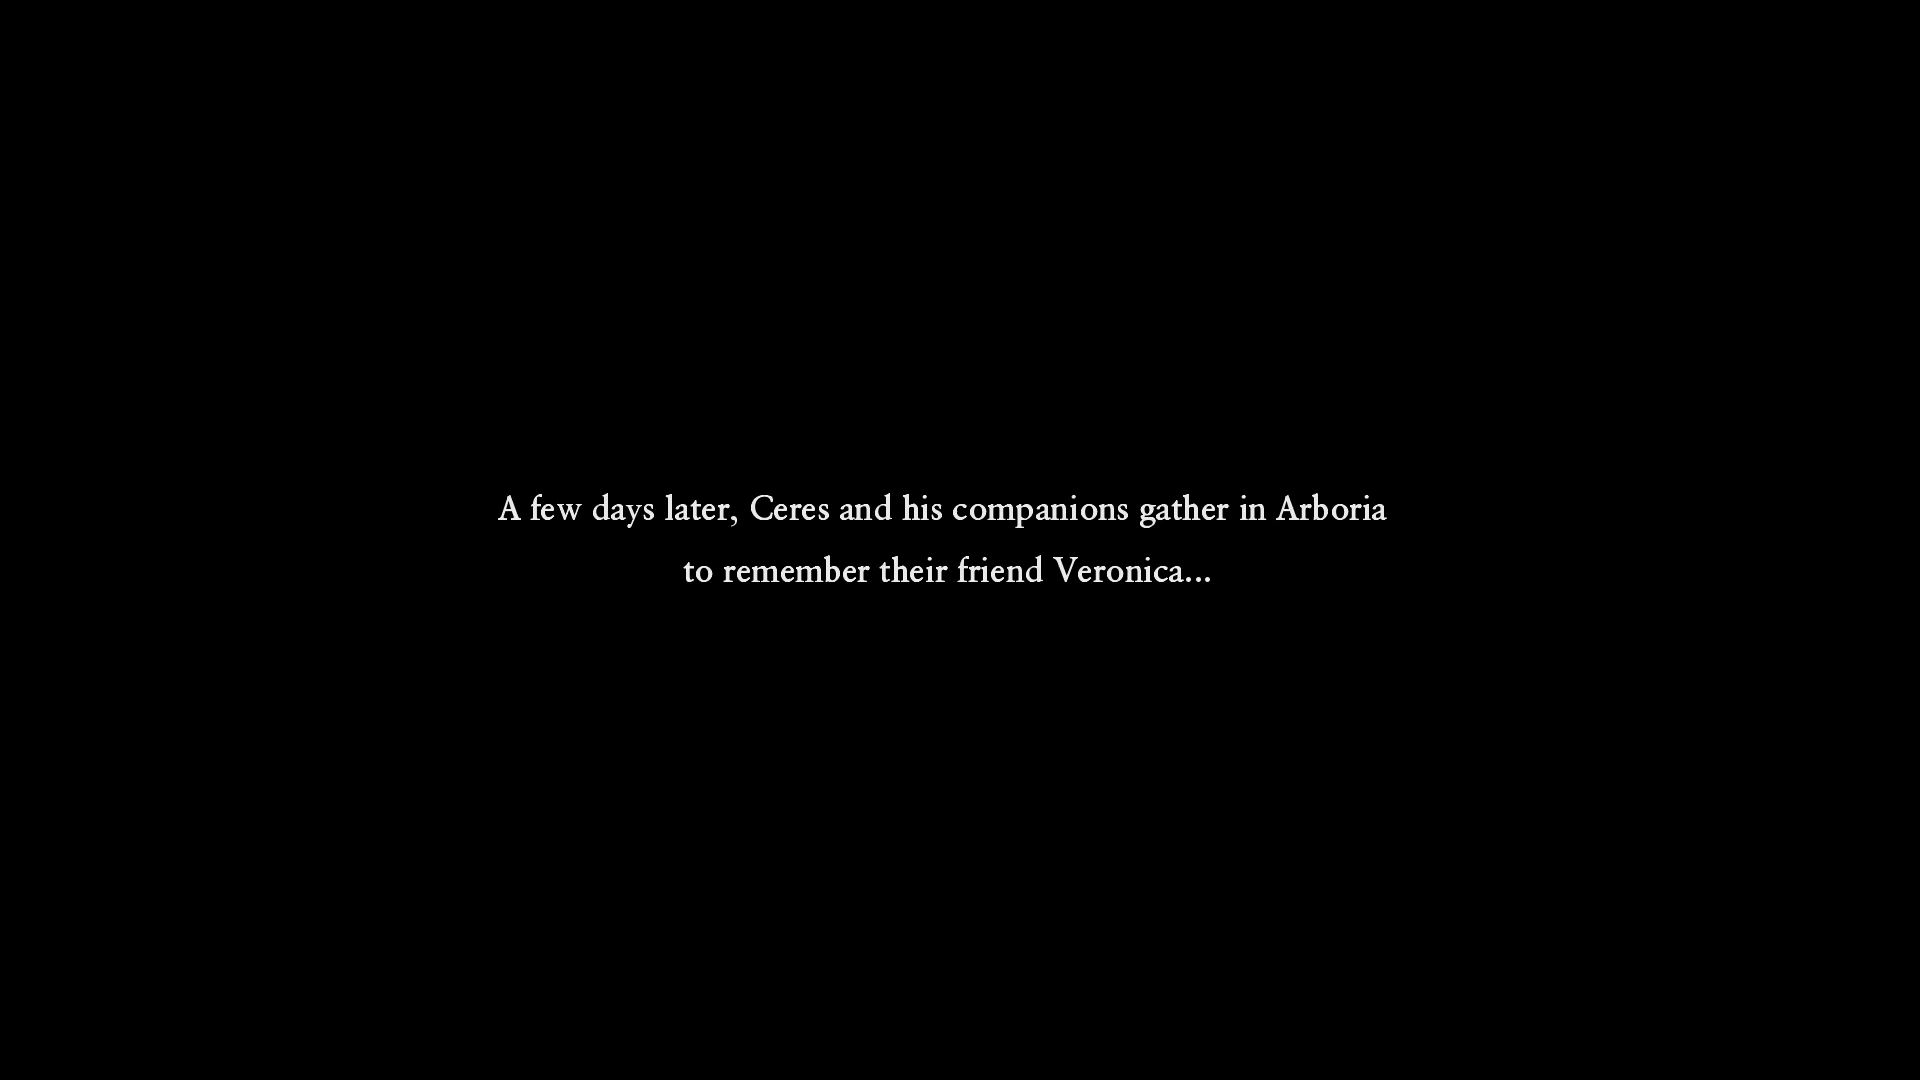 A few days later, Ceres and his companions gather in Arboria
to remember their friend Veronica...